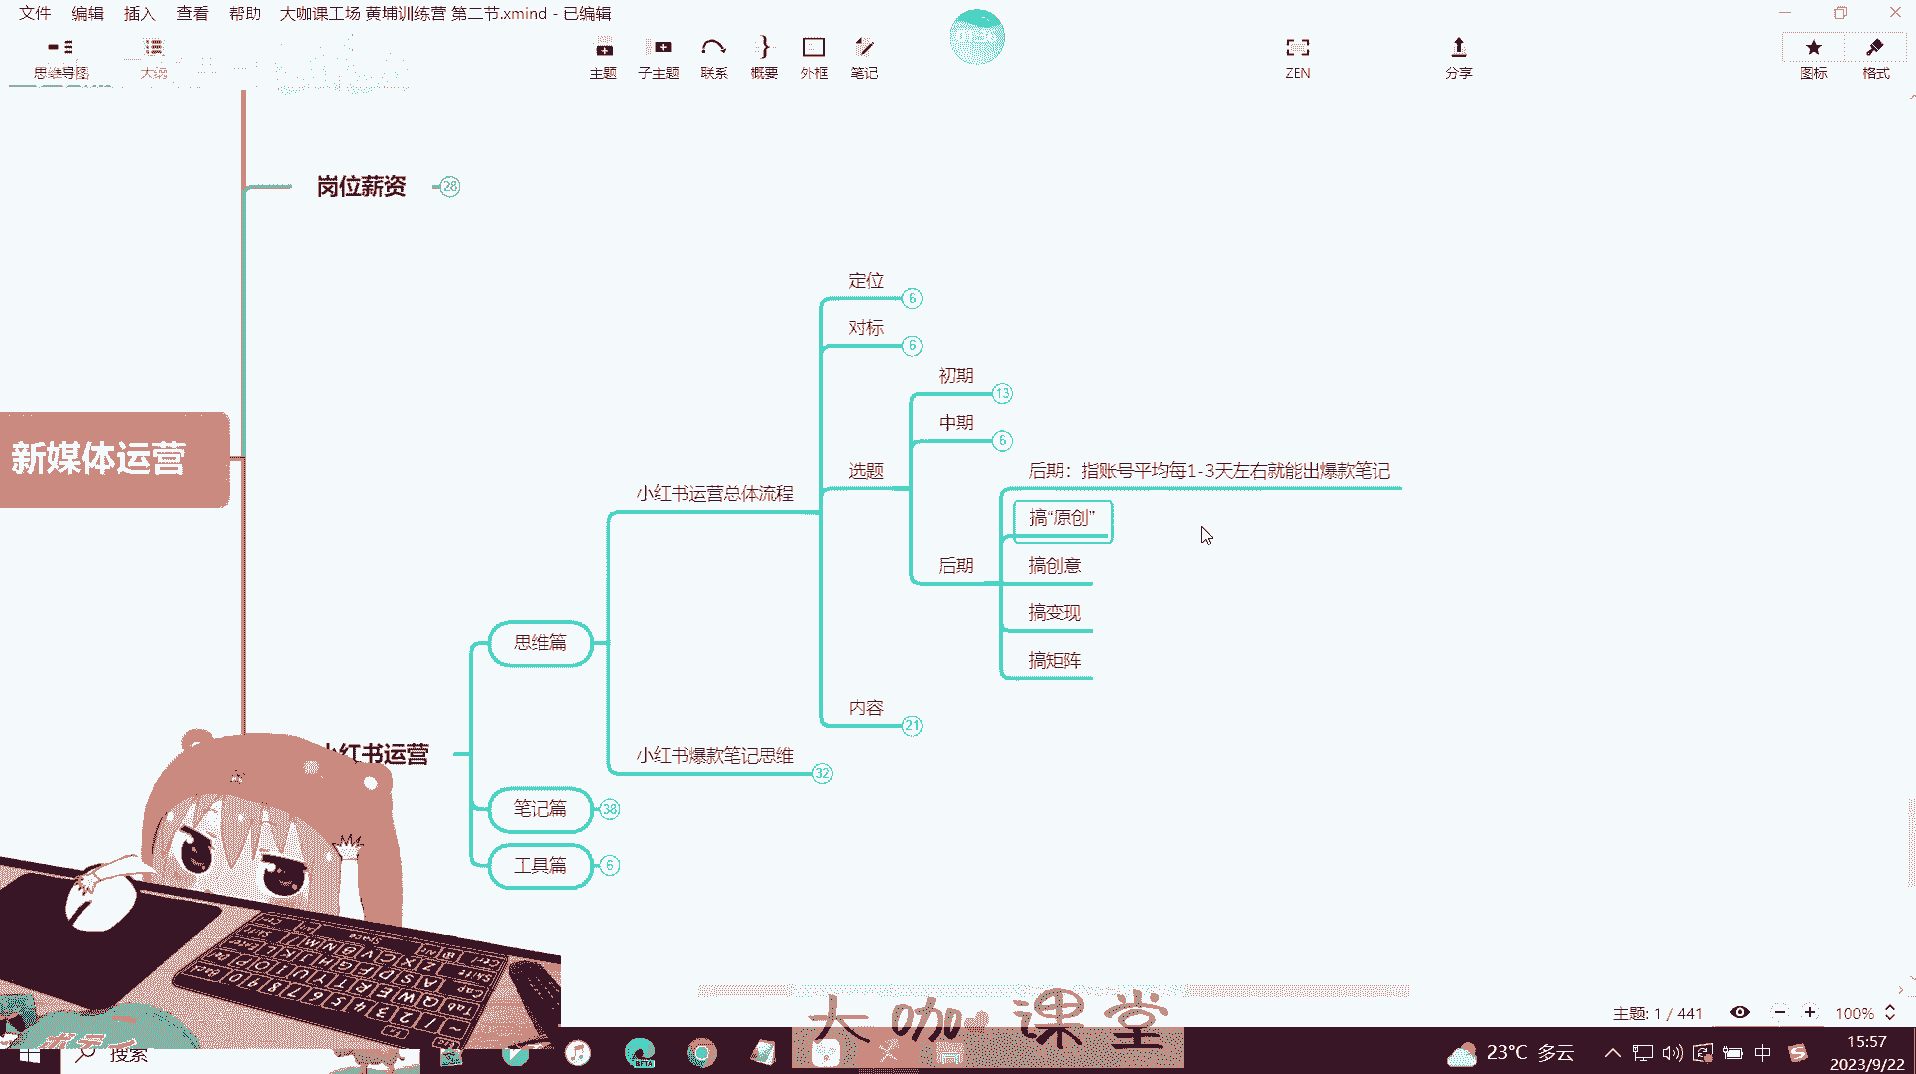 文件 编辑 插入 查看 帮助 大咖课工场 黄埔训练营 第二节.xmind - 已编辑
思维导图 大纲 主题 子主题 联系 概要 外框 笔记 ZEN 分享 图标 格式
岗位薪资 28
定位 6
对标 6
初期 13
中期 6
新媒体运营
选题
后期：指账号平均每1-3天左右就能出爆款笔记
小红书运营总体流程
搞“原创”
后期
搞创意
搞变现
思维篇
搞矩阵
内容 21
小红书运营
小红书爆款笔记思维 32
笔记篇 38
工具篇 6
大咖课堂
主题: 1 / 441 100%
搜索
23°C 多云
中
15:57
2023/9/22